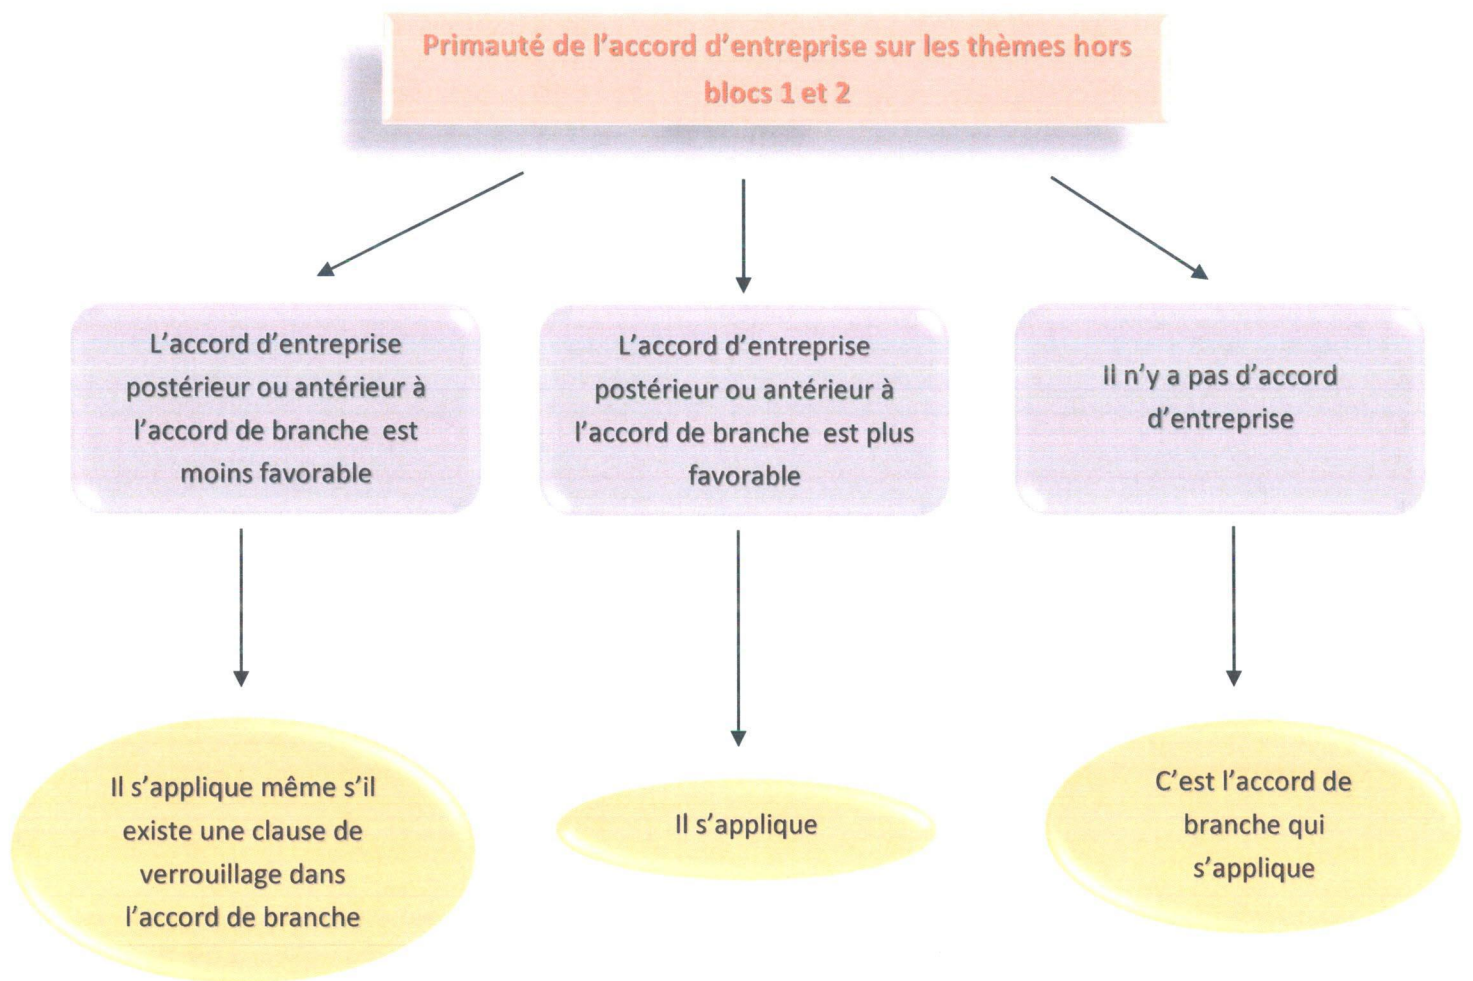 Primauté de l'accord d'entreprise sur les thèmes hors
blocs 1 et 2
L'accord d'entreprise
postérieur ou antérieur à
l'accord de branche est
moins favorable
L'accord d'entreprise
postérieur ou antérieur à
l'accord de branche est plus
favorable
Il n'y a pas d'accord
d'entreprise
Il s'applique même s'il
existe une clause de
verrouillage dans
l'accord de branche
Il s'applique
C'est l'accord de
branche qui
s'applique